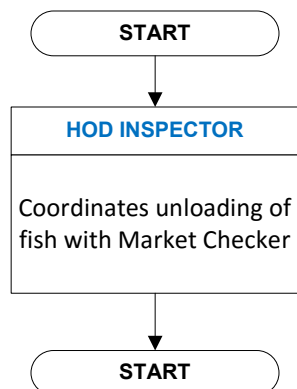 START
HOD INSPECTOR
Coordinates unloading of
fish with Market Checker
START